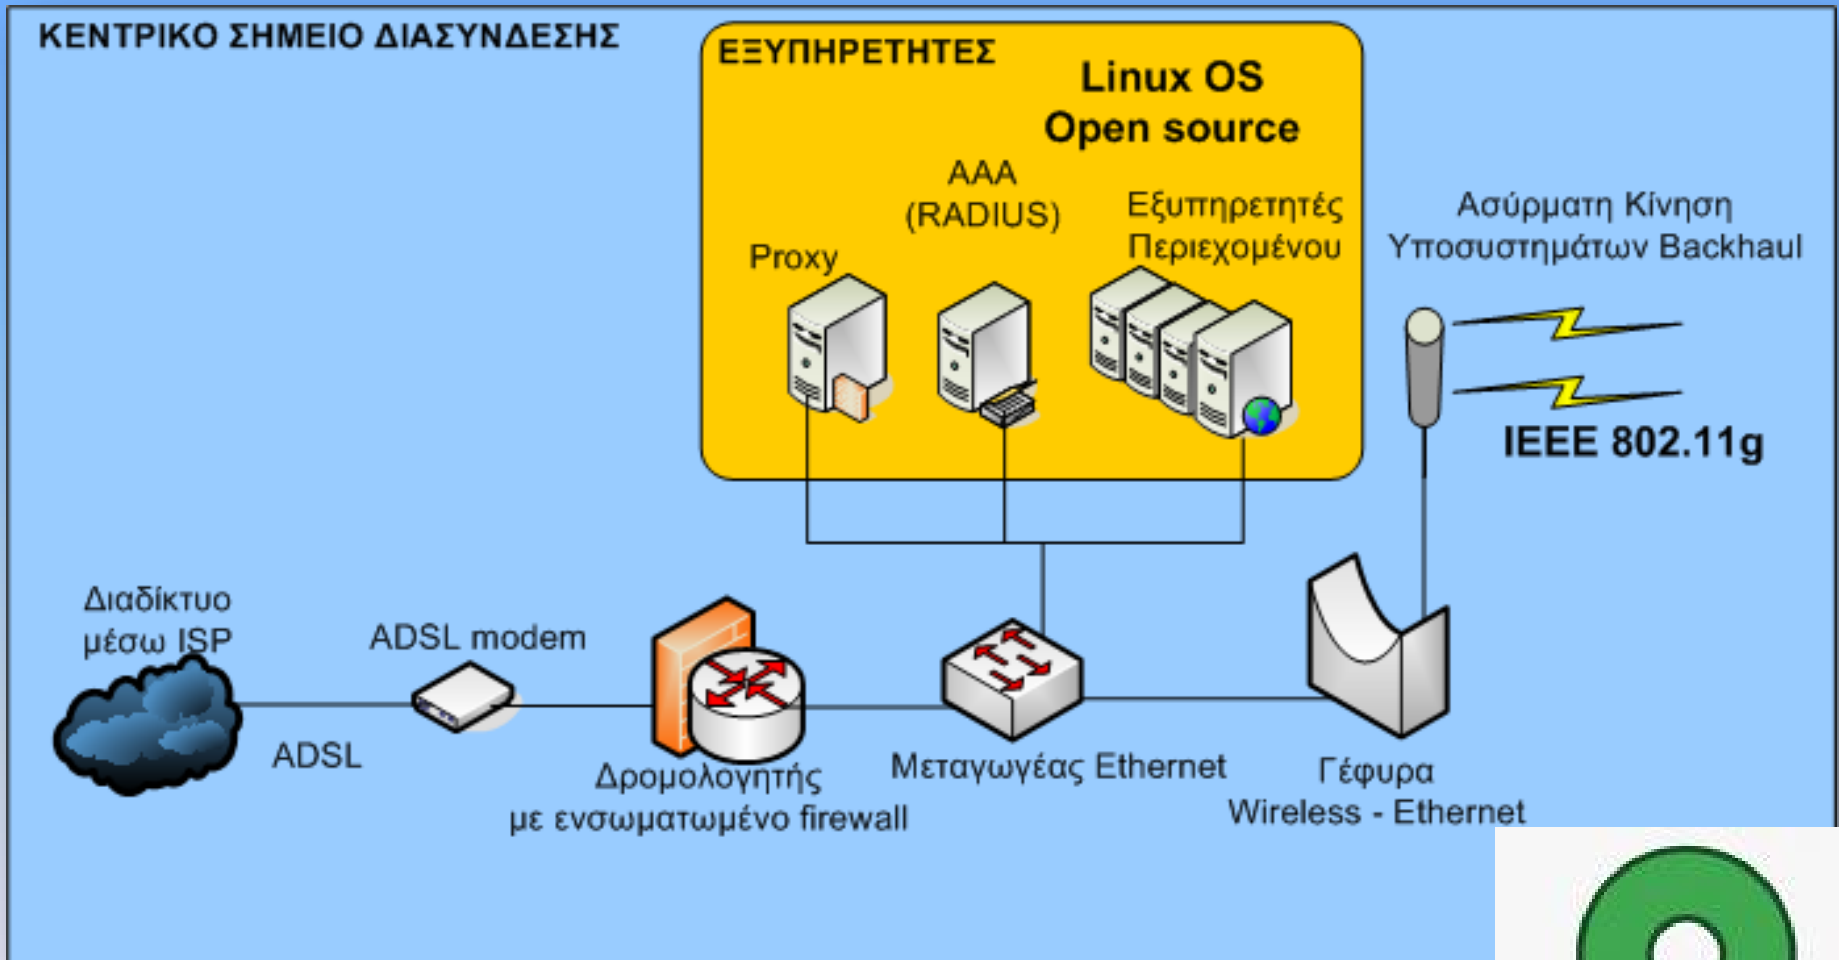 ΚΕΝΤΡΙΚΟ ΣΗΜΕΙΟ ΔΙΑΣΥΝΔΕΣΗΣ
ΕΞΥΠΗΡΕΤΗΤΕΣ
Linux OS
Open source
AAA
(RADIUS)
Proxy
Εξυπηρετητές
Περιεχομένου
Ασύρματη Κίνηση
Υποσυστημάτων Backhaul
IEEE 802.11g
Διαδίκτυο
μέσω ISP
ADSL modem
ADSL
Δρομολογητής
με ενσωματωμένο firewall
Μεταγωγέας Ethernet
Γέφυρα
Wireless - Ethernet